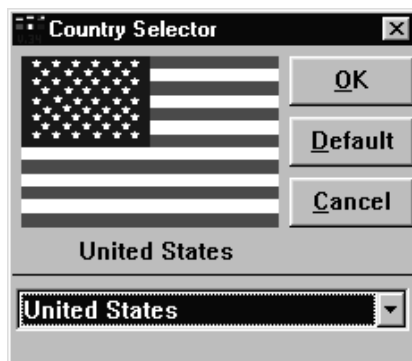 Country Selector
OK
Default
Cancel
United States
United States